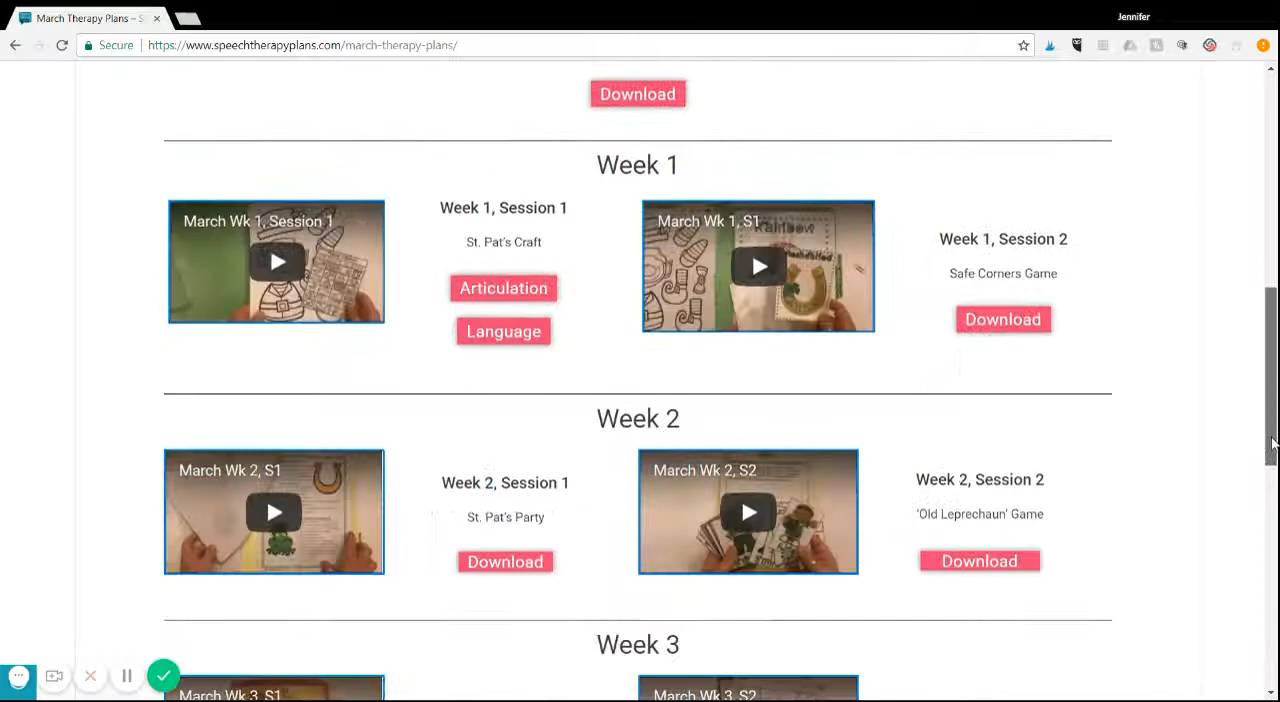 March Therapy Plans – S
Jennifer
Secure
https://www.speechtherapyplans.com/march-therapy-plans/
Download
Week 1
March Wk 1, Session 1
Week 1, Session 1
St. Pat's Craft
Articulation
Language
March Wk 1, S1
Rainbow
Week 1, Session 2
Safe Corners Game
Download
Week 2
March Wk 2, S1
Week 2, Session 1
St. Pat's Party
Download
March Wk 2, S2
Week 2, Session 2
'Old Leprechaun' Game
Download
Week 3
March Wk 3, S1
March Wk 3, S2